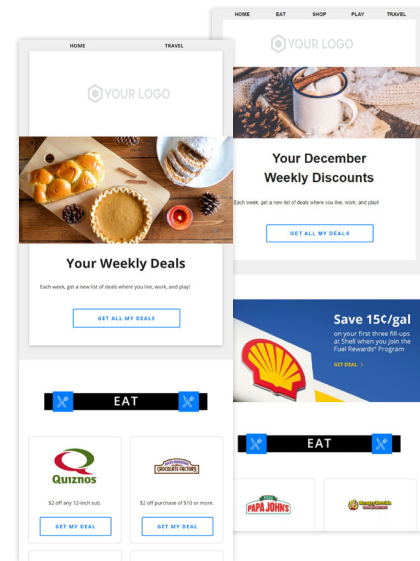 HOME
TRAVEL
YOUR LOGO
Your Weekly Deals
Each week, get a new list of deals where you live, work, and play!
GET ALL MY DEALS
EAT
Quiznos
$2 off any 12-inch sub.
GET MY DEAL
CHOCOLATE FACTORY
$2 off purchase of $10 or more.
GET MY DEAL
HOME
EAT
SHOP
PLAY
TRAVEL
YOUR LOGO
Your December
Weekly Discounts
Each week, get a new list of deals where you live, work, and play!
GET ALL MY DEALS
Save 15¢/gal
on your first three fill-ups
at Shell when you join the
Fuel Rewards® Program
GET DEAL >
EAT
PAPA JOHN'S